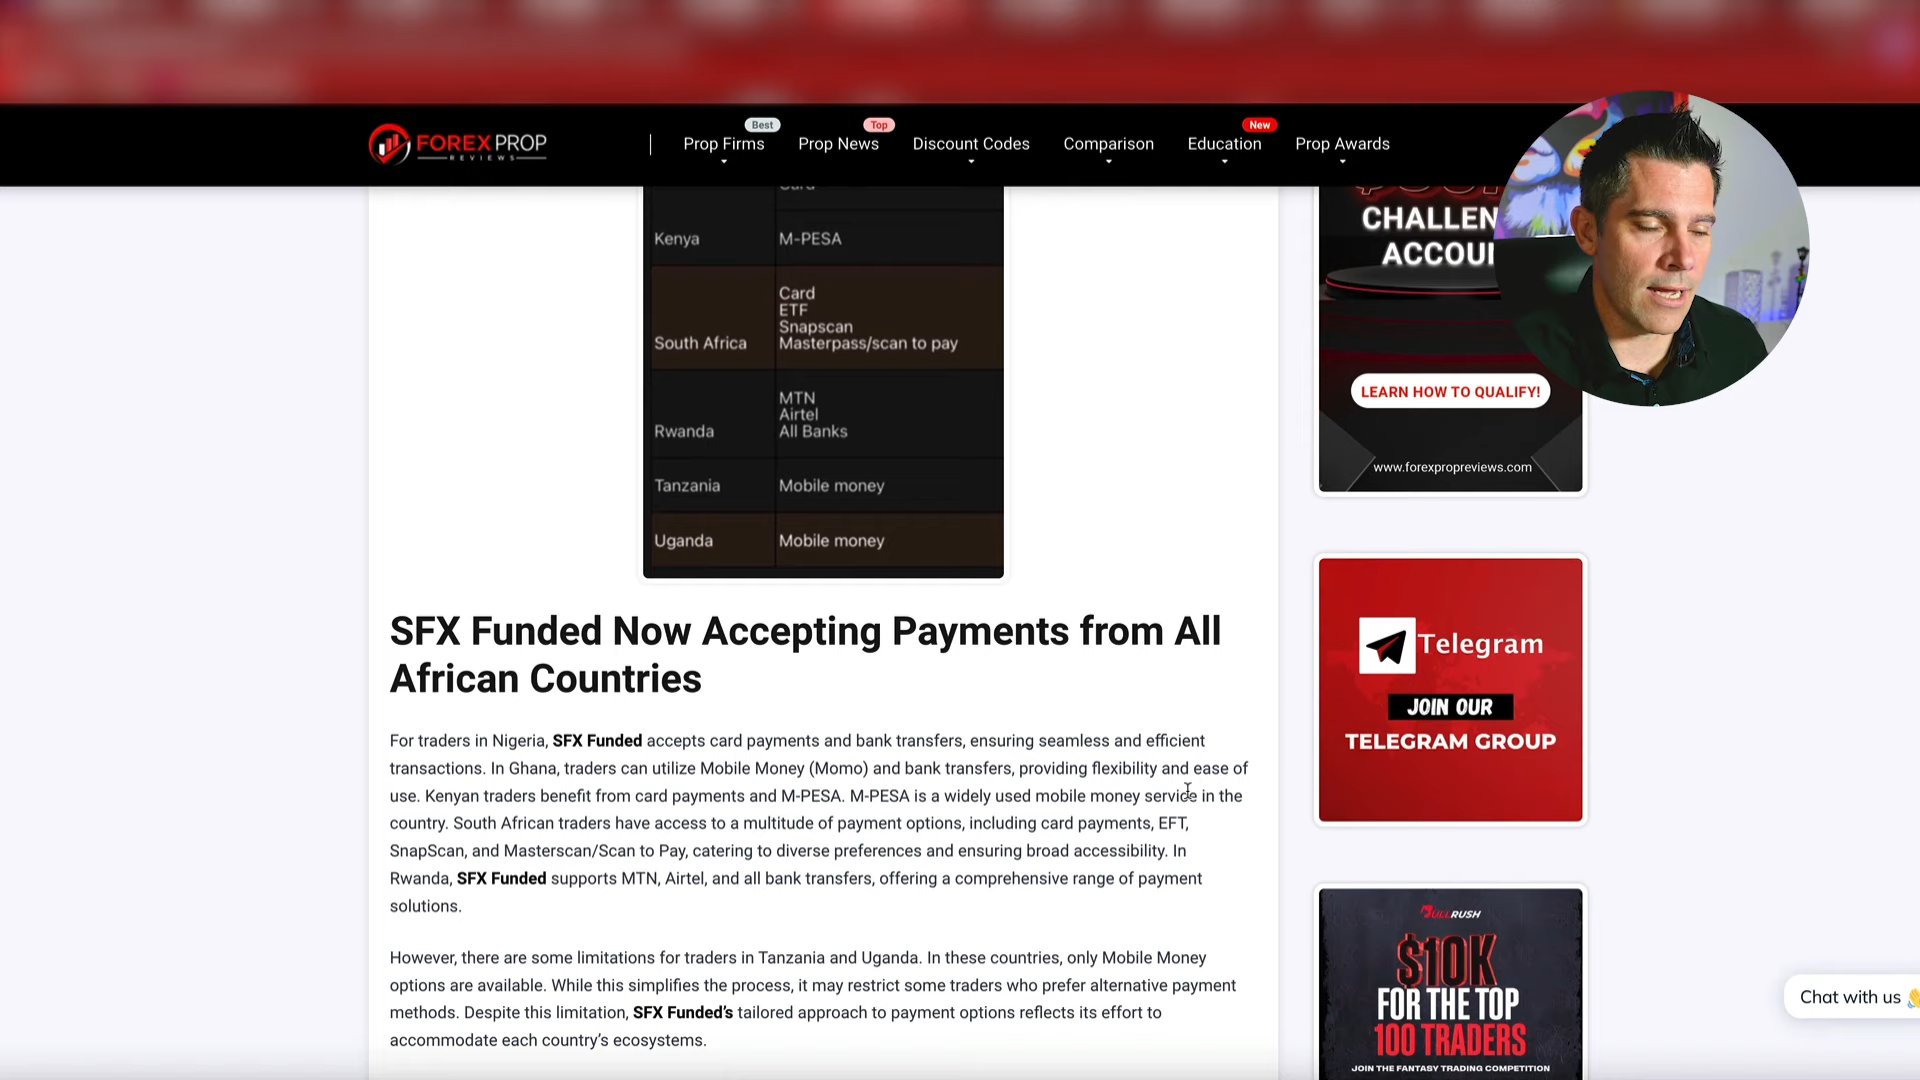 FOREX PROP
REVIEWS
Best
Top
New
Prop Firms
Prop News
Discount Codes
Comparison
Education
Prop Awards
Card
Kenya
M-PESA
Card
ETF
Snapscan
South Africa
Masterpass/scan to pay
MTN
Airtel
Rwanda
All Banks
Tanzania
Mobile money
Uganda
Mobile money
SFX Funded Now Accepting Payments from All
African Countries
For traders in Nigeria, SFX Funded accepts card payments and bank transfers, ensuring seamless and efficient
transactions. In Ghana, traders can utilize Mobile Money (Momo) and bank transfers, providing flexibility and ease of
use. Kenyan traders benefit from card payments and M-PESA. M-PESA is a widely used mobile money service in the
country. South African traders have access to a multitude of payment options, including card payments, EFT,
SnapScan, and Masterscan/Scan to Pay, catering to diverse preferences and ensuring broad accessibility. In
Rwanda, SFX Funded supports MTN, Airtel, and all bank transfers, offering a comprehensive range of payment
solutions.
However, there are some limitations for traders in Tanzania and Uganda. In these countries, only Mobile Money
options are available. While this simplifies the process, it may restrict some traders who prefer alternative payment
methods. Despite this limitation, SFX Funded's tailored approach to payment options reflects its effort to
accommodate each country's ecosystems.
CHALLEN
ACCOU
LEARN HOW TO QUALIFY!
www.forexpropreviews.com
Telegram
JOIN OUR
TELEGRAM GROUP
BULLRUSH
$10K
FOR THE TOP
100 TRADERS
JOIN THE FANTASY TRADING COMPETITION
Chat with us